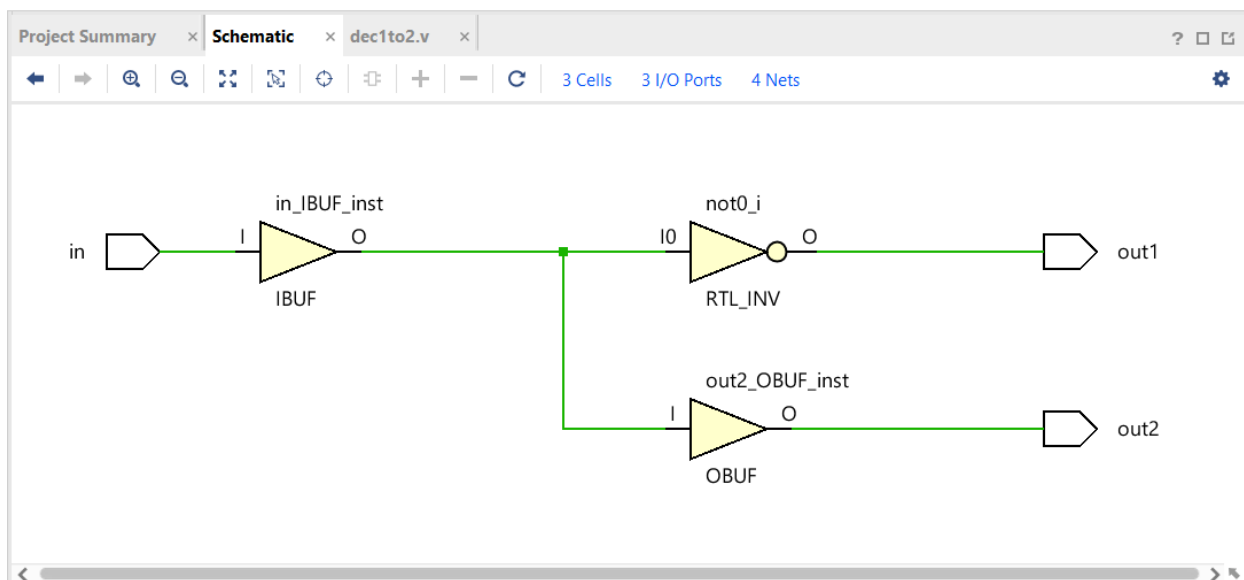 Project Summary × Schematic × dec1to2.v × ?
3 Cells 3 I/O Ports 4 Nets
in_IBUF_inst not0_i
in I O I0 O out1
IBUF RTL_INV
out2_OBUF_inst
I O out2
OBUF